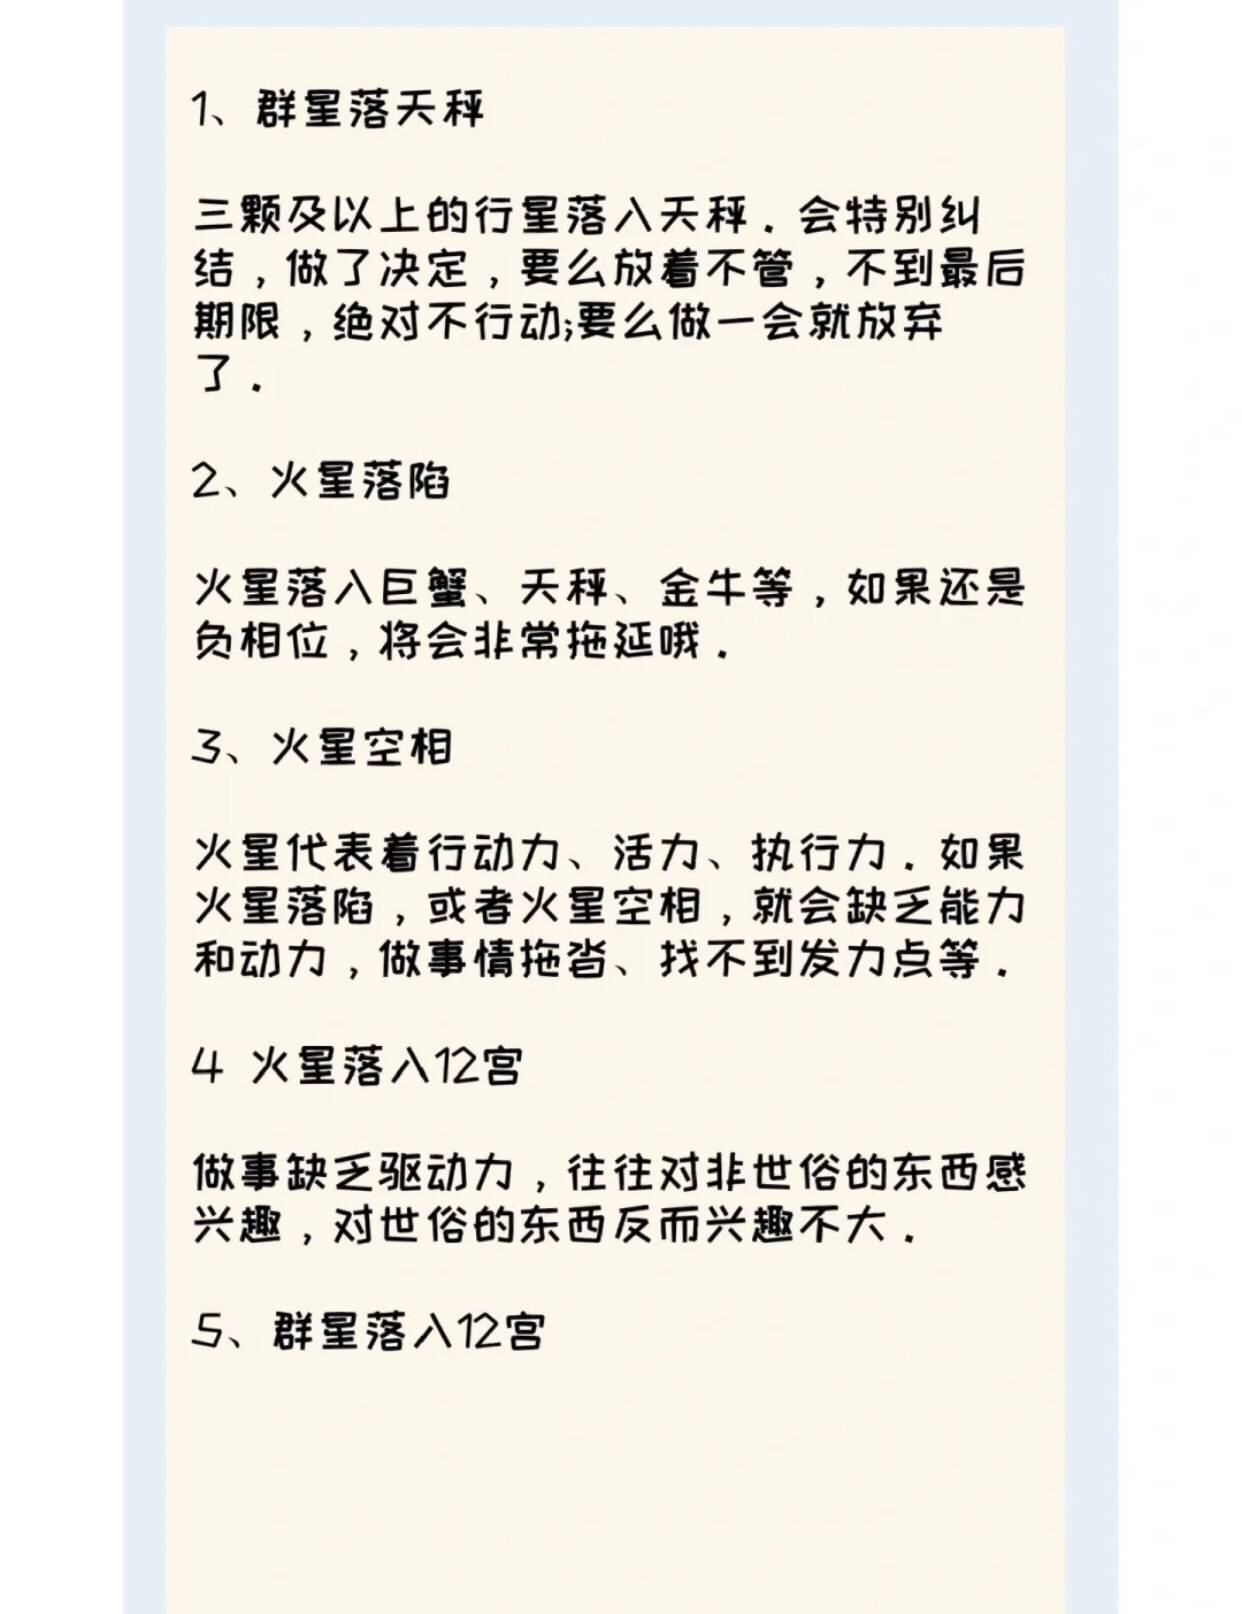 1、群星落天秤
三颗及以上的行星落入天秤．会特别纠
结，做了决定，要么放着不管，不到最后
期限，绝对不行动;要么做一会就放弃
了．
2、火星落陷
火星落入巨蟹、天秤、金牛等，如果还是
负相位，将会非常拖延哦．
3、火星空相
火星代表着行动力、活力、执行力．如果
火星落陷，或者火星空相，就会缺乏能力
和动力，做事情拖沓、找不到发力点等．
4 火星落入12宫
做事缺乏驱动力，往往对非世俗的东西感
兴趣，对世俗的东西反而兴趣不大．
5、群星落入12宫